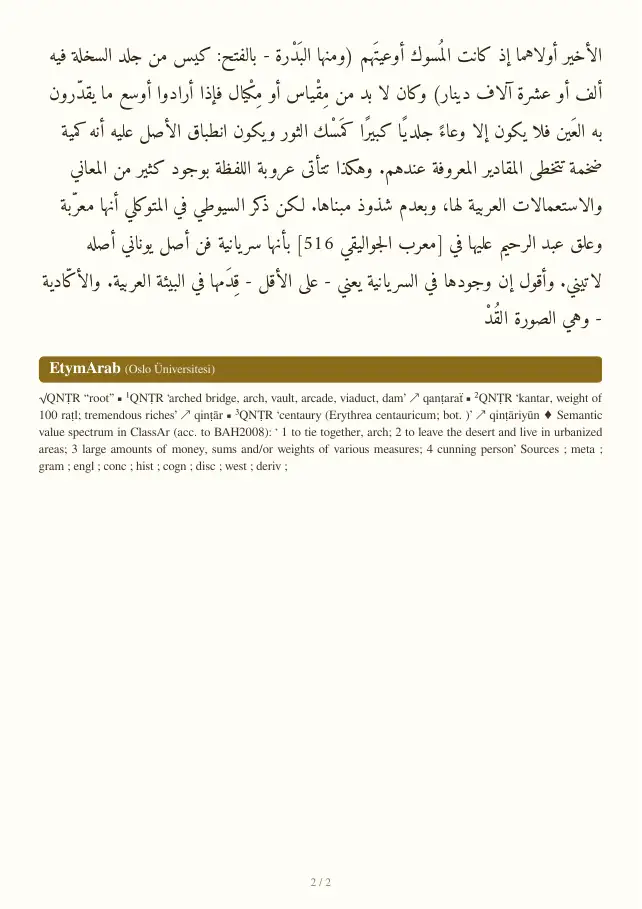 الأخير أولاهما إذ كانت المُسوك أوعيتَهم (ومنها البَدْرة - بالفتح: كيس من جلد السخلة فيه
ألف أو عشرة آلاف دينار) وكان لا بد من مِقْياس أو مِكْيال فإذا أرادوا أوسع ما يقدّرون
به العَين فلا يكون إلا وعاءً جلديًا كبيرًا كَمَسْك الثور ويكون انطباق الأصل عليه أنه كمية
ضخمة تتخطى المقادير المعروفة عندهم. وهكذا تتأتى عروبة اللفظة بوجود كثير من المعاني
والاستعمالات العربية لها، وبعدم شذوذ مبناها. لكن ذكر السيوطي في المتوكلي أنها معرّبة
وعلق عبد الرحيم عليها في [معرب الجواليقي 516] بأنها سريانية فن أصل يوناني أصله
لاتيني. وأقول إن وجودها في السريانية يعني - على الأقل - قِدَمها في البيئة العربية. والأكّادية
- وهي الصورة القُدْ
EtymArab (Oslo Üniversitesi)
√QNṬR “root” ▪ ¹QNṬR ‘arched bridge, arch, vault, arcade, viaduct, dam’ ↗ qanṭaraẗ ▪ ²QNṬR ‘kantar, weight of
100 raṭl; tremendous riches’ ↗ qinṭār ▪ ³QNṬR ‘centaury (Erythrea centauricum; bot. )’ ↗ qinṭāriyūn ♦ Semantic
value spectrum in ClassAr (acc. to BAH2008): ‘ 1 to tie together, arch; 2 to leave the desert and live in urbanized
areas; 3 large amounts of money, sums and/or weights of various measures; 4 cunning person’ Sources ; meta ;
gram ; engl ; conc ; hist ; cogn ; disc ; west ; deriv ;
2 / 2